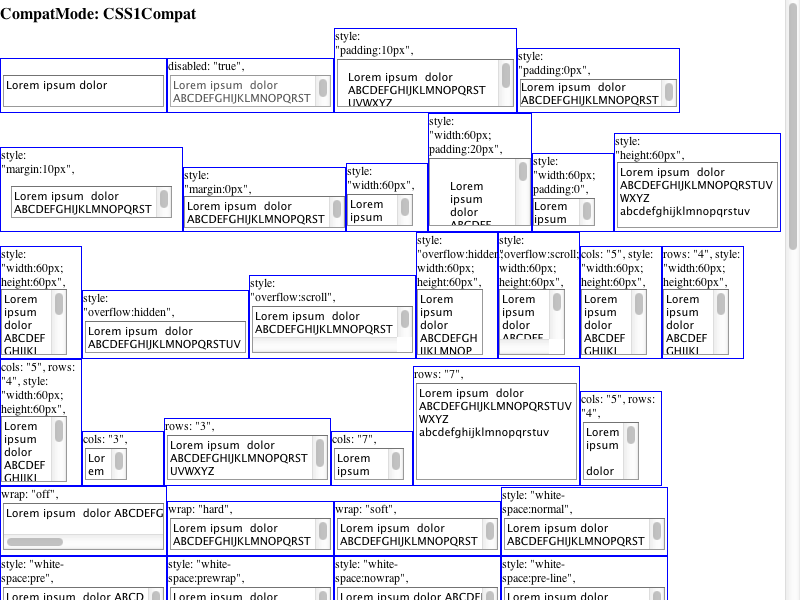 CompatMode: CSS1Compat
Lorem ipsum dolor
disabled: "true",
Lorem ipsum  dolor
ABCDEFGHIJKLMNOPQRST
style:
"padding:10px",
Lorem ipsum  dolor
ABCDEFGHIJKLMNOPQRST
UVWXYZ
style:
"padding:0px",
Lorem ipsum  dolor
ABCDEFGHIJKLMNOPQRST
style:
"margin:10px",
Lorem ipsum  dolor
ABCDEFGHIJKLMNOPQRST
style:
"margin:0px",
Lorem ipsum  dolor
ABCDEFGHIJKLMNOPQRST
style:
"width:60px",
Lorem
ipsum
style:
"width:60px;
padding:20px",
Lorem
ipsum
dolor
ABCDEF
style:
"width:60px;
padding:0",
Lorem
ipsum
style:
"height:60px",
Lorem ipsum  dolor
ABCDEFGHIJKLMNOPQRSTUV
WXYZ
abcdefghijklmnopqrstuv
style:
"width:60px;
height:60px",
Lorem
ipsum
dolor
ABCDEF
GHIJKL
style:
"overflow:hidden",
Lorem ipsum  dolor
ABCDEFGHIJKLMNOPQRSTUV
style:
"overflow:scroll",
Lorem ipsum  dolor
ABCDEFGHIJKLMNOPQRST
style:
"overflow:hidden;
width:60px;
height:60px",
Lorem
ipsum
dolor
ABCDEFGH
IJKLMNOP
style:
"overflow:scroll;
width:60px;
height:60px",
Lorem
ipsum
dolor
ABCDEF
cols: "5", style:
"width:60px;
height:60px",
Lorem
ipsum
dolor
ABCDEF
GHIJKL
rows: "4", style:
"width:60px;
height:60px",
Lorem
ipsum
dolor
ABCDEF
GHIJKL
cols: "5", rows:
"4", style:
"width:60px;
height:60px",
Lorem
ipsum
dolor
ABCDEF
GHIJKL
cols: "3",
Lor
em
rows: "3",
Lorem ipsum  dolor
ABCDEFGHIJKLMNOPQRST
UVWXYZ
cols: "7",
Lorem
ipsum
rows: "7",
Lorem ipsum  dolor
ABCDEFGHIJKLMNOPQRSTUV
WXYZ
abcdefghijklmnopqrstuv
cols: "5", rows:
"4",
Lorem
ipsum
dolor
wrap: "off",
Lorem ipsum  dolor ABCDEFG
wrap: "hard",
Lorem ipsum  dolor
ABCDEFGHIJKLMNOPQRST
wrap: "soft",
Lorem ipsum  dolor
ABCDEFGHIJKLMNOPQRST
style: "white-
space:normal",
Lorem ipsum dolor
ABCDEFGHIJKLMNOPQRST
style: "white-
space:pre",
Lorem ipsum  dolor ABCD
style: "white-
space:prewrap",
Lorem ipsum  dolor
style: "white-
space:nowrap",
Lorem ipsum dolor ABCDEF
style: "white-
space:pre-line",
Lorem ipsum dolor